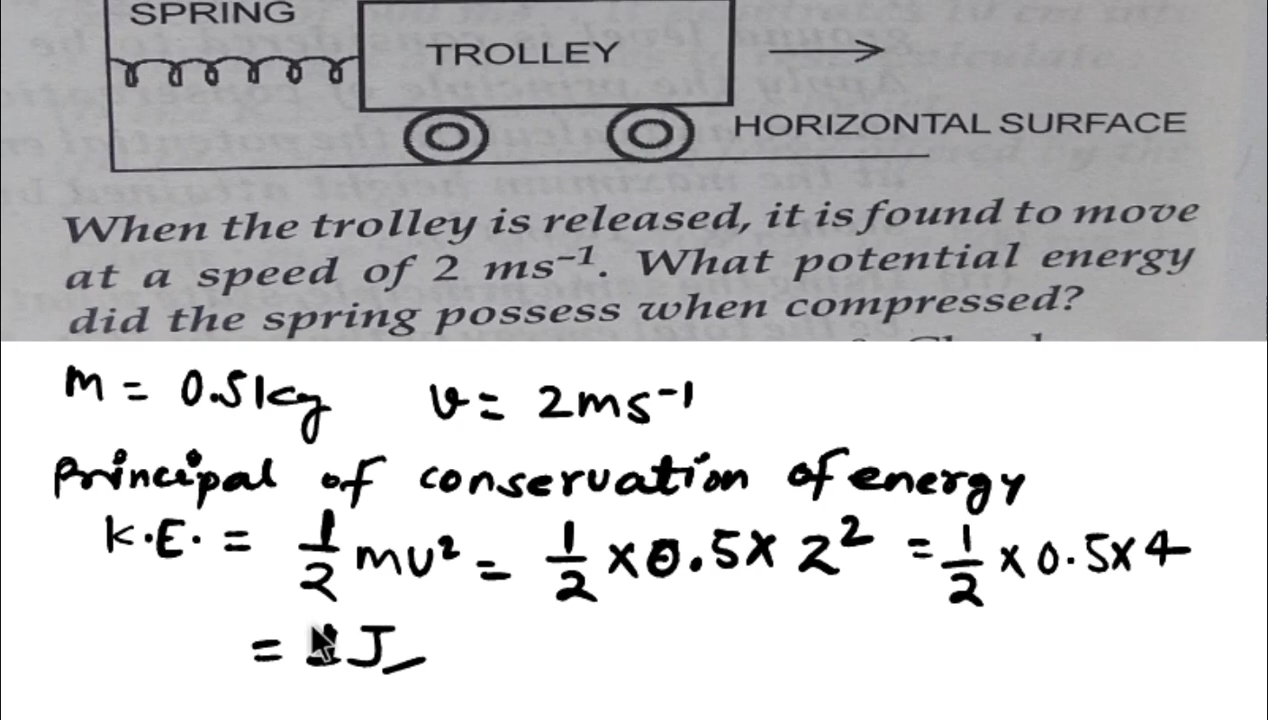 SPRING
TROLLEY
HORIZONTAL SURFACE
When the trolley is released, it is found to move
at a speed of 2 ms⁻¹. What potential energy
did the spring possess when compressed?
m = 0.5kg v = 2ms⁻¹
Principal of conservation of energy
K.E. = 1/2 mv² = 1/2 x 0.5 x 2² = 1/2 x 0.5x4
= J